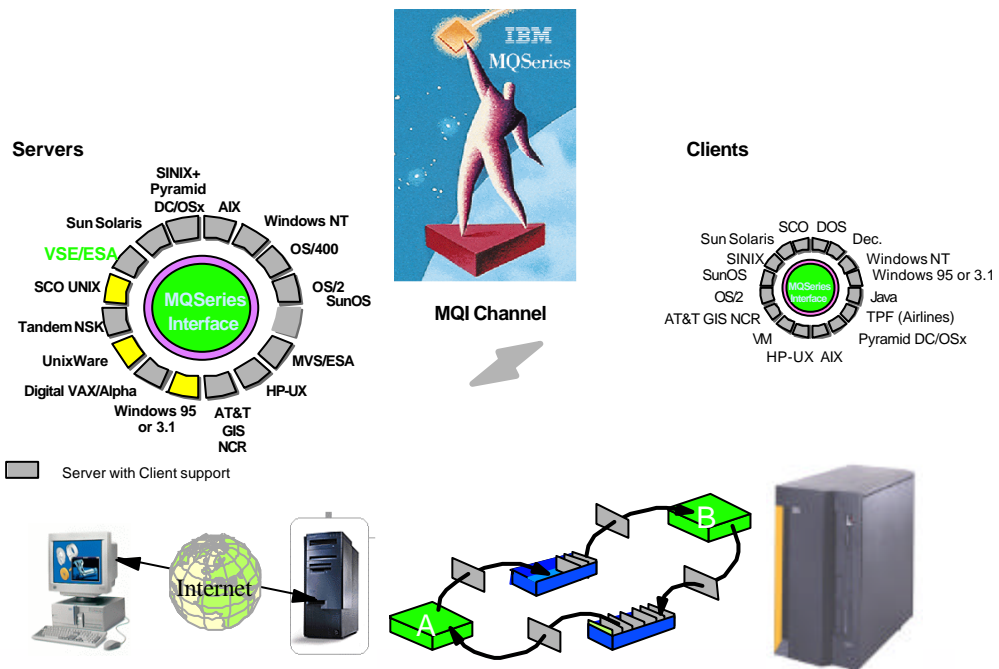 IBM
MQSeries
Servers
SINIX+
Pyramid
DC/OSx
AIX
Windows NT
OS/400
OS/2
SunOS
MVS/ESA
HP-UX
AT&T
GIS
NCR
Windows 95
or 3.1
Digital VAX/Alpha
UnixWare
Tandem NSK
SCO UNIX
VSE/ESA
Sun Solaris
MQSeries
Interface
MQI Channel
Clients
SCO
DOS
Dec.
Windows NT
Windows 95 or 3.1
Java
TPF (Airlines)
Pyramid DC/OSx
AIX
HP-UX
VM
AT&T GIS NCR
OS/2
SunOS
SINIX
Sun Solaris
MQSeries
Interface
Server with Client support
Internet
A
B